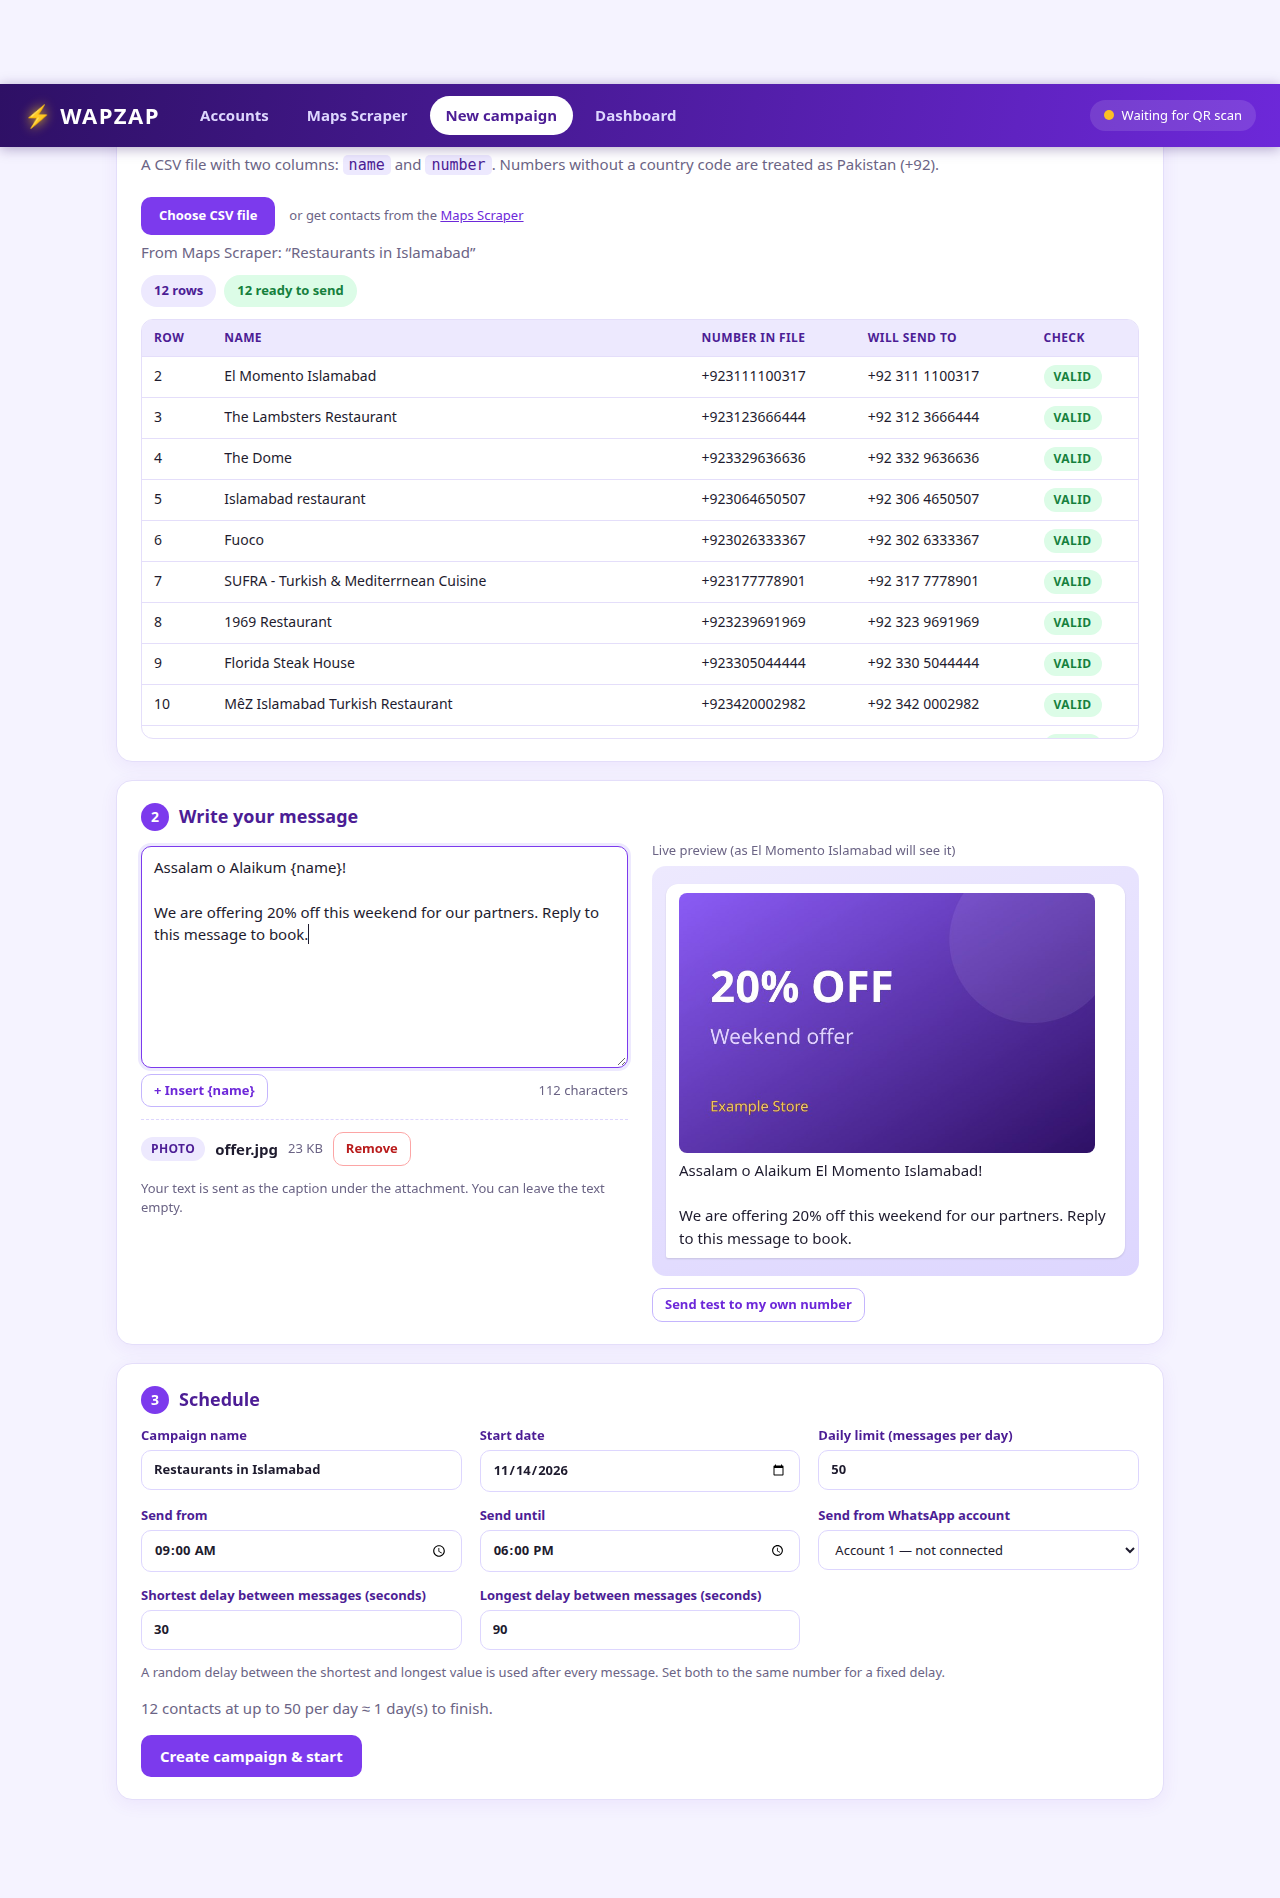 ⚡ WAPZAP Accounts Maps Scraper New campaign Dashboard Waiting for QR scan
A CSV file with two columns: name and number. Numbers without a country code are treated as Pakistan (+92).
Choose CSV file or get contacts from the Maps Scraper
From Maps Scraper: “Restaurants in Islamabad”
12 rows 12 ready to send
ROW NAME NUMBER IN FILE WILL SEND TO CHECK
2 El Momento Islamabad +923111100317 +92 311 1100317 VALID
3 The Lambsters Restaurant +923123666444 +92 312 3666444 VALID
4 The Dome +923329636636 +92 332 9636636 VALID
5 Islamabad restaurant +923064650507 +92 306 4650507 VALID
6 Fuoco +923026333367 +92 302 6333367 VALID
7 SUFRA - Turkish & Mediterrnean Cuisine +923177778901 +92 317 7778901 VALID
8 1969 Restaurant +923239691969 +92 323 9691969 VALID
9 Florida Steak House +923305044444 +92 330 5044444 VALID
10 MêZ Islamabad Turkish Restaurant +923420002982 +92 342 0002982 VALID
2 Write your message
Assalam o Alaikum {name}!
We are offering 20% off this weekend for our partners. Reply to
this message to book.
+ Insert {name} 112 characters
PHOTO offer.jpg 23 KB Remove
Your text is sent as the caption under the attachment. You can leave the text
empty.
Live preview (as El Momento Islamabad will see it)
20% OFF
Weekend offer
Example Store
Assalam o Alaikum El Momento Islamabad!
We are offering 20% off this weekend for our partners. Reply
to this message to book.
Send test to my own number
3 Schedule
Campaign name Start date Daily limit (messages per day)
Restaurants in Islamabad 11/14/2026 50
Send from Send until Send from WhatsApp account
09:00 AM 06:00 PM Account 1 — not connected
Shortest delay between messages (seconds) Longest delay between messages (seconds)
30 90
A random delay between the shortest and longest value is used after every message. Set both to the same number for a fixed delay.
12 contacts at up to 50 per day ≈ 1 day(s) to finish.
Create campaign & start